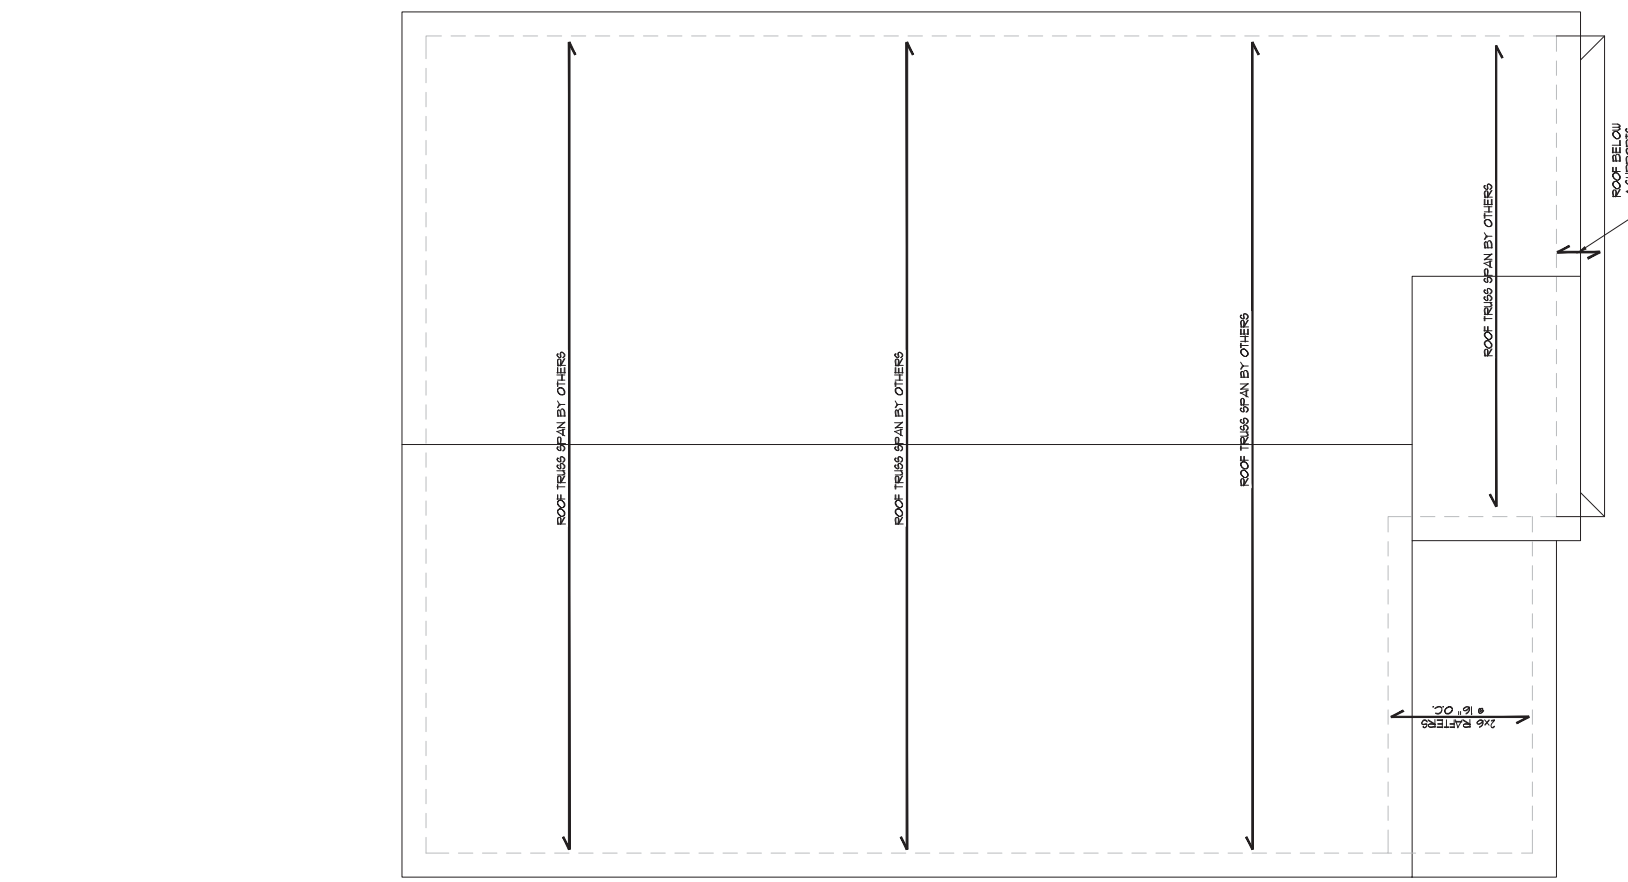 ROOF TRUSS SPAN BY OTHERS
ROOF TRUSS SPAN BY OTHERS
ROOF TRUSS SPAN BY OTHERS
ROOF TRUSS SPAN BY OTHERS
ROOF BELOW
2x6 RAFTERS
@ 16" O.C.